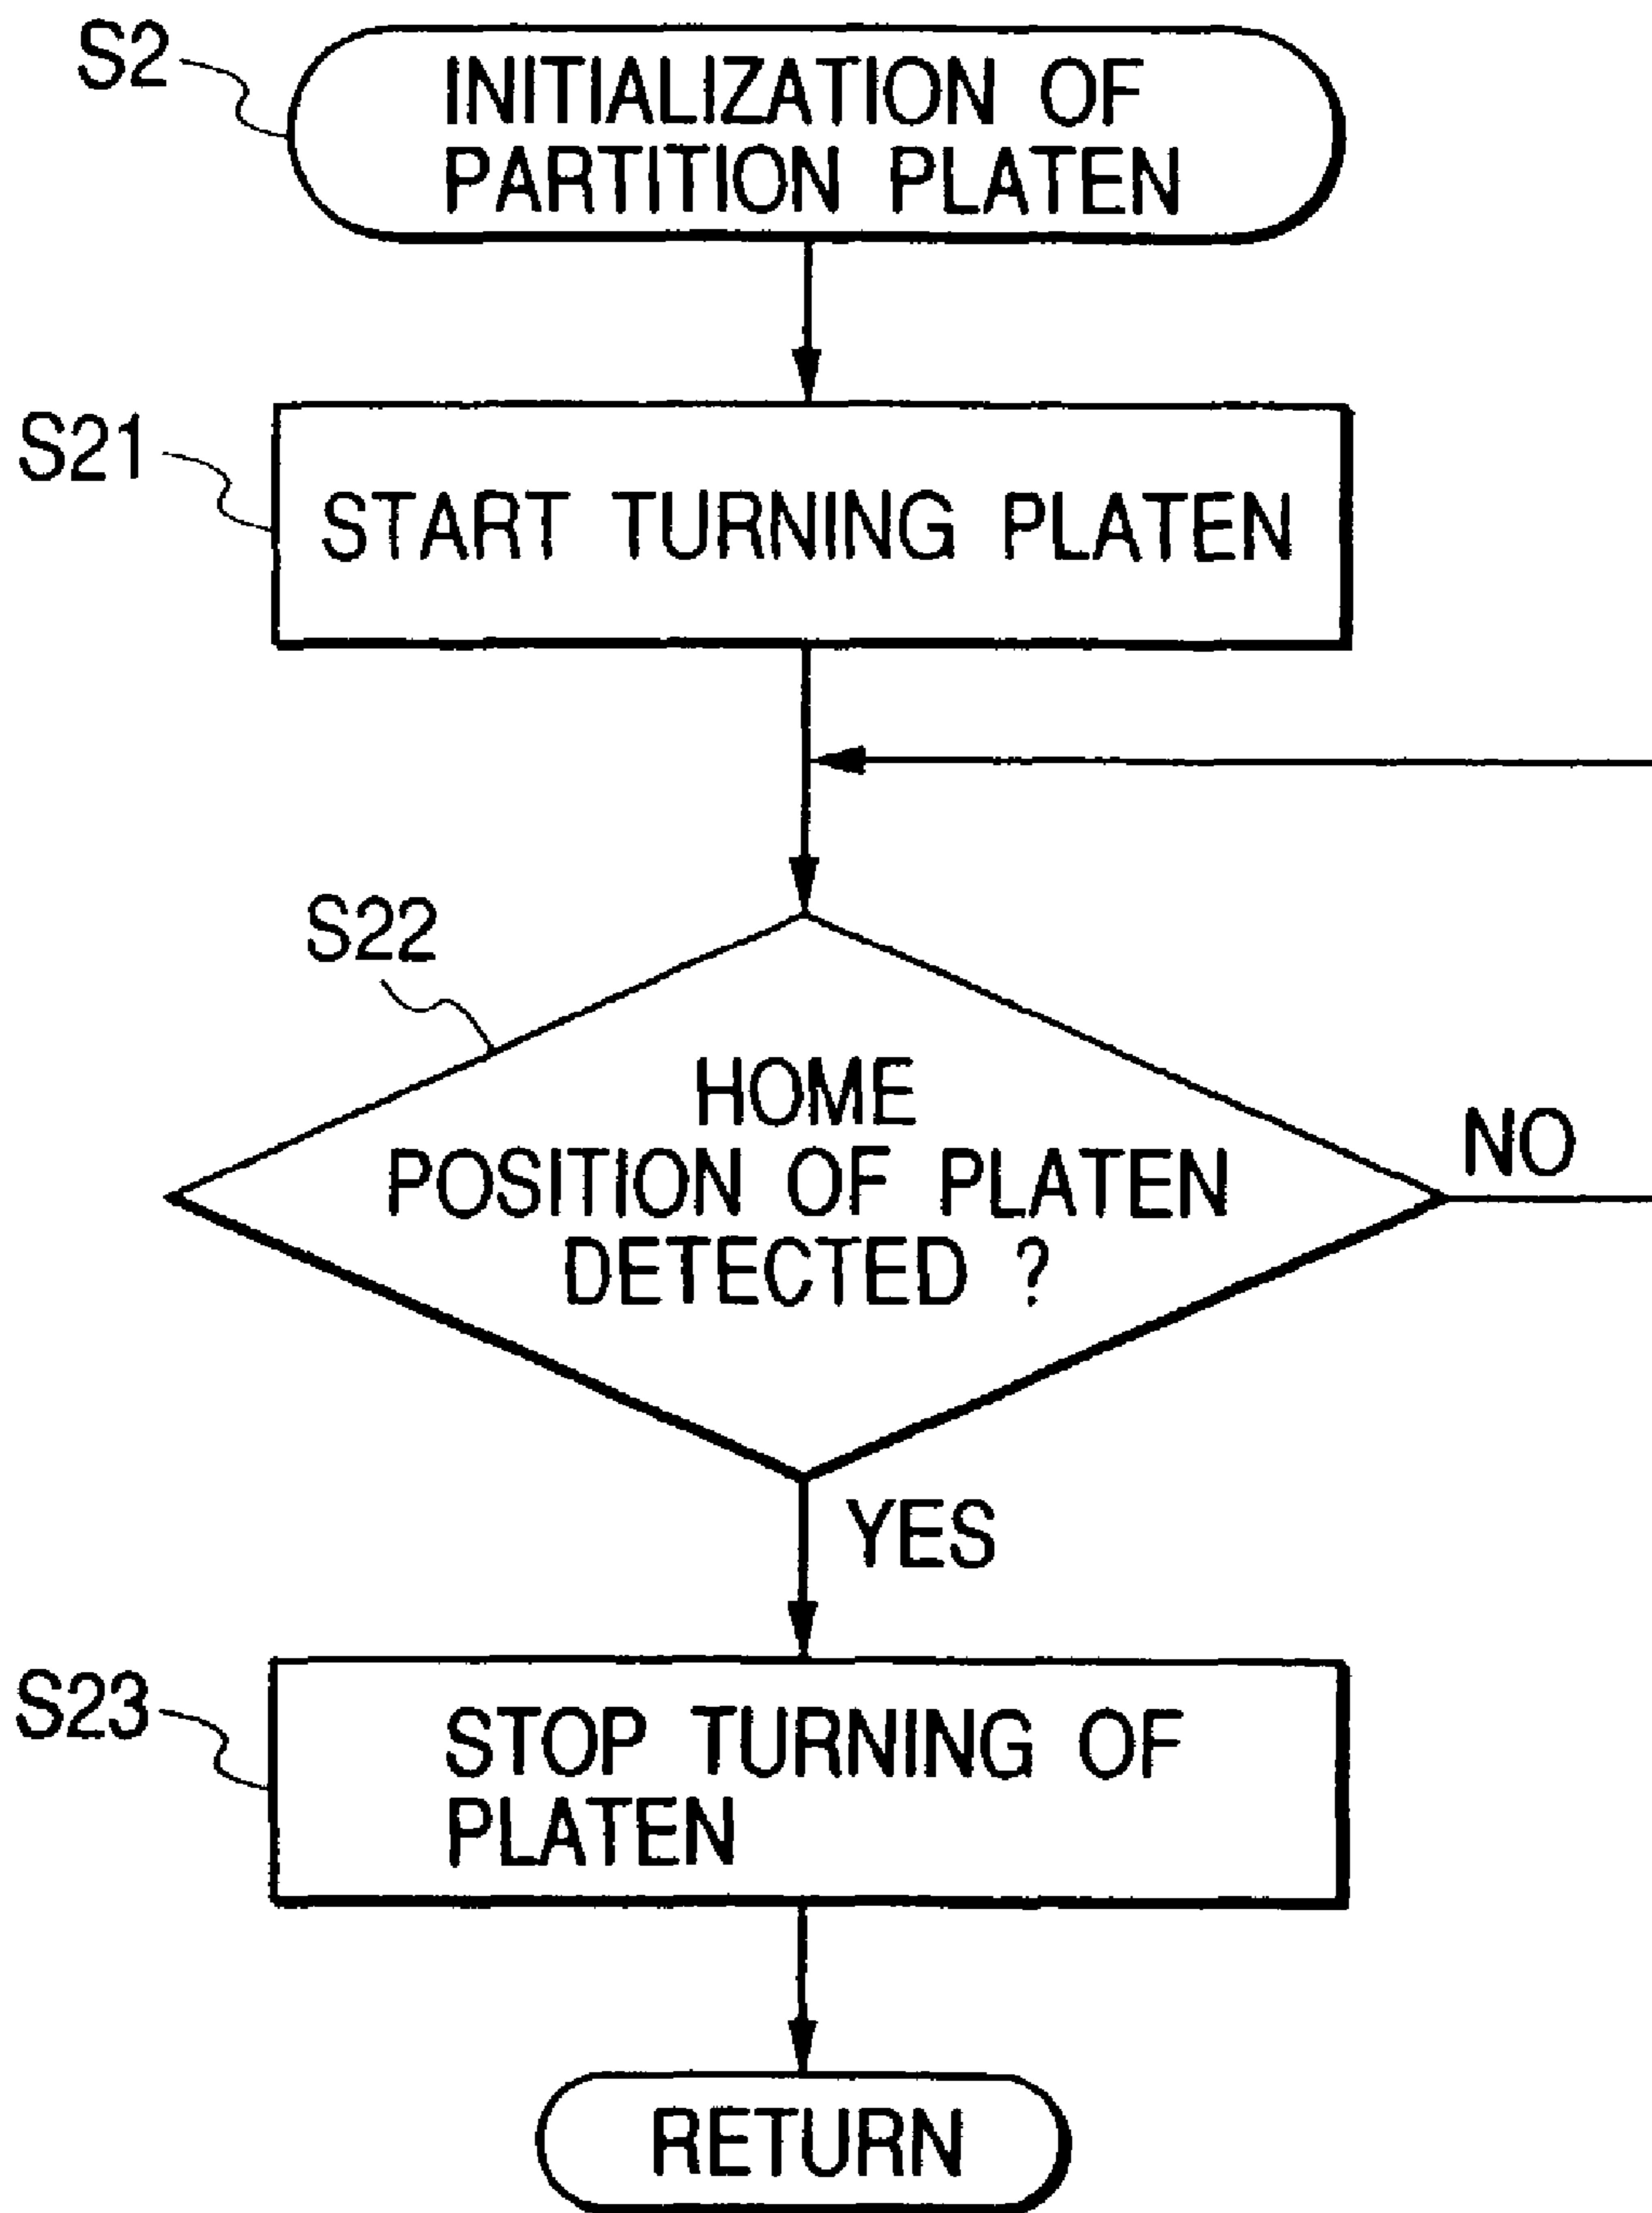 S2
INITIALIZATION OF
PARTITION PLATEN
S21
START TURNING PLATEN
S22
HOME
POSITION OF PLATEN
DETECTED ?
NO
YES
S23
STOP TURNING OF
PLATEN
RETURN